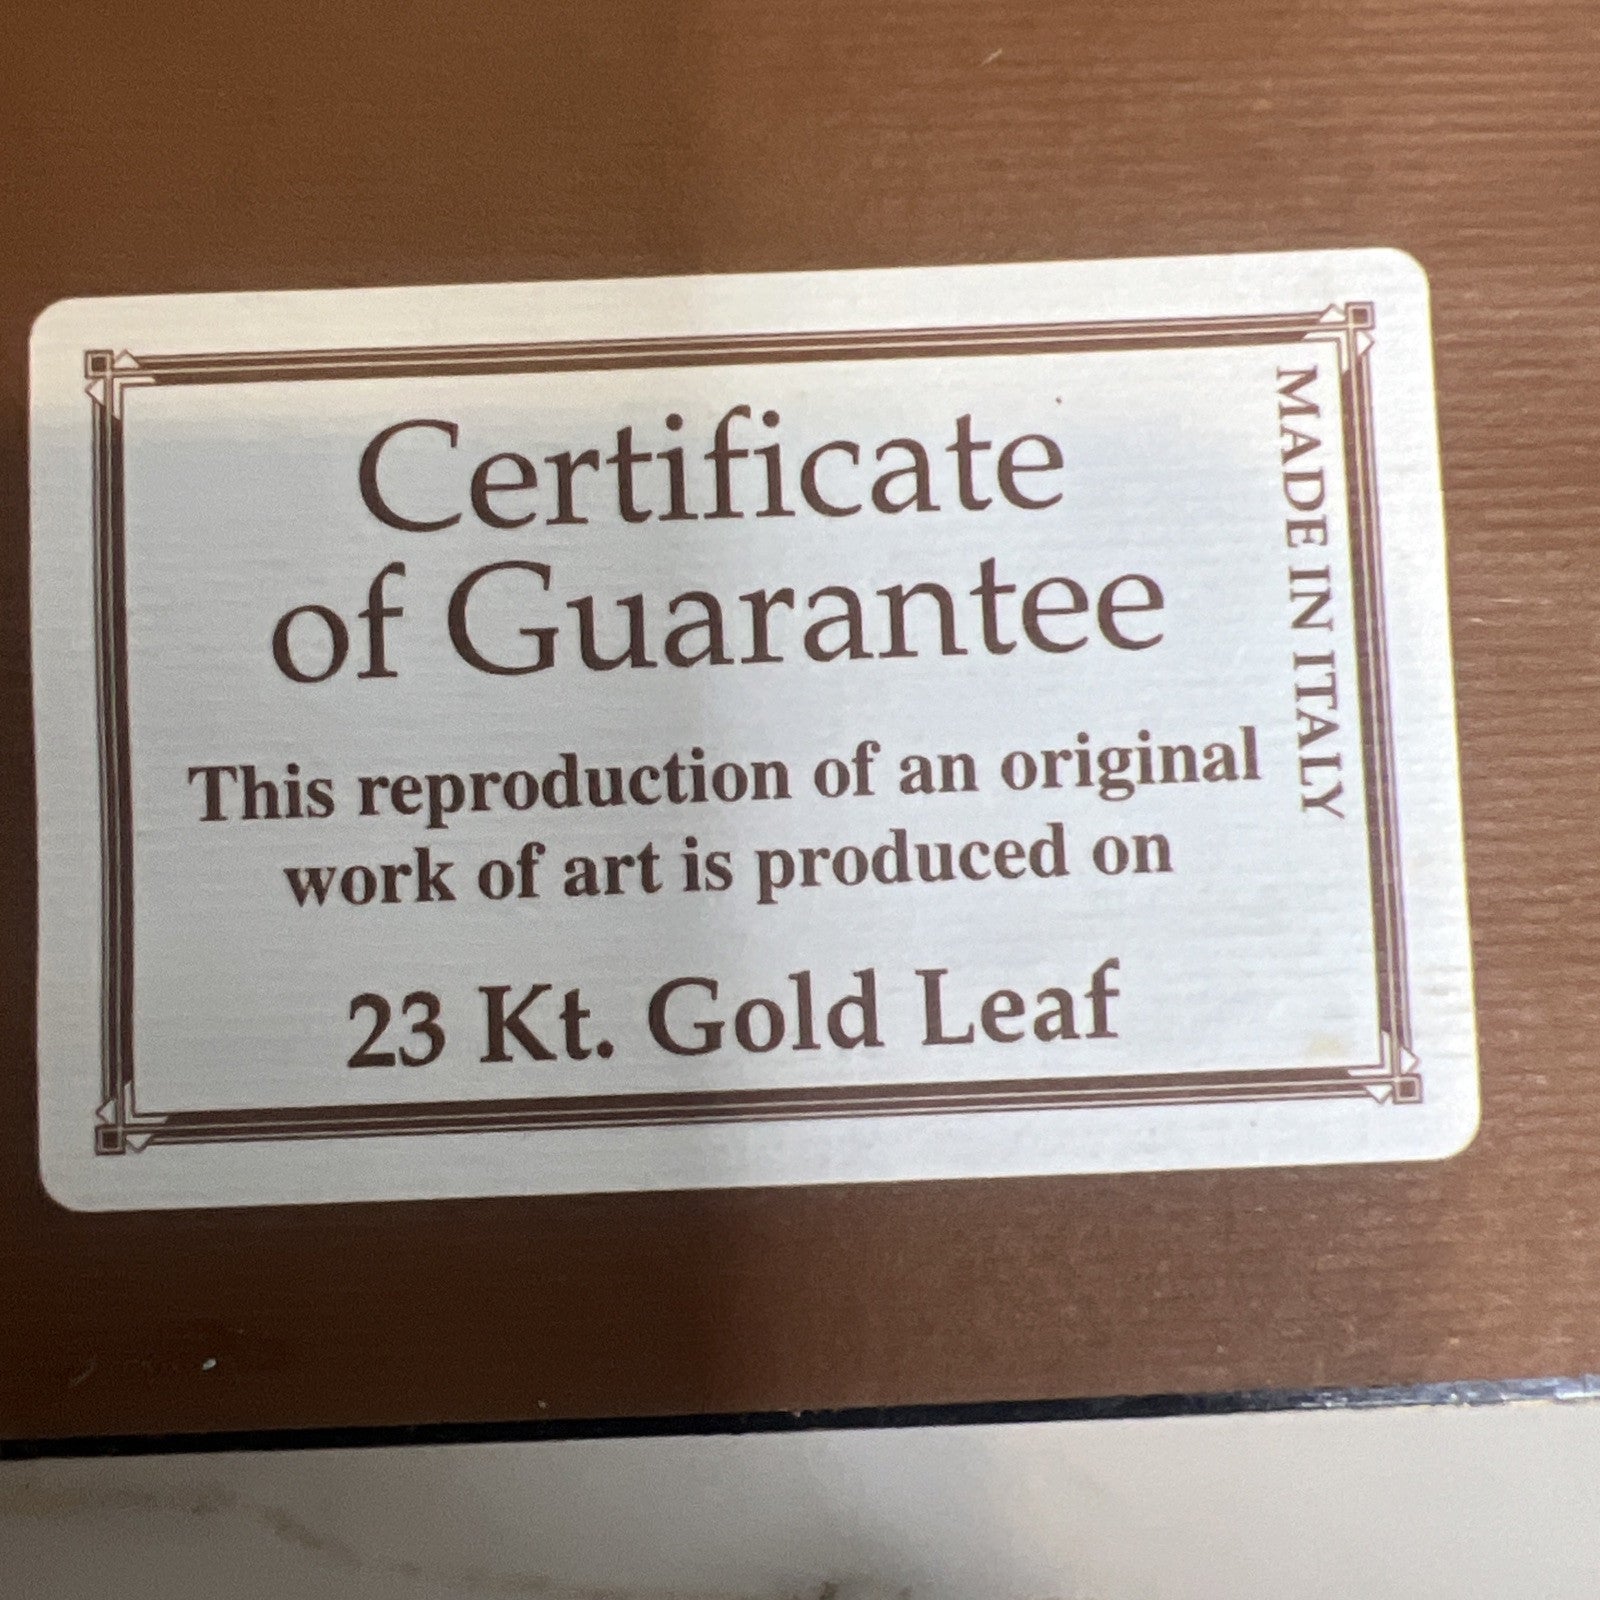 Certificate
of Guarantee
This reproduction of an original
work of art is produced on
23 Kt. Gold Leaf
MADE IN ITALY